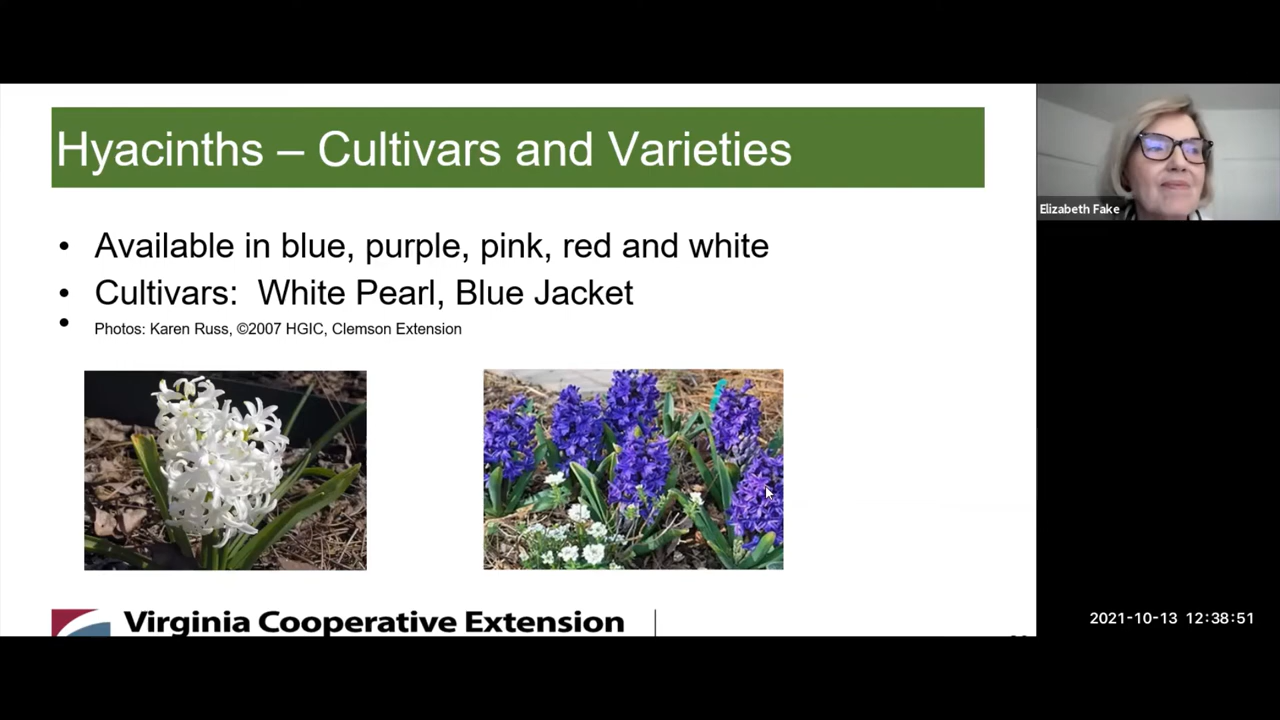 Hyacinths – Cultivars and Varieties
• Available in blue, purple, pink, red and white
• Cultivars: White Pearl, Blue Jacket
• Photos: Karen Russ, ©2007 HGIC, Clemson Extension
Virginia Cooperative Extension
Elizabeth Fake
2021-10-13 12:38:51